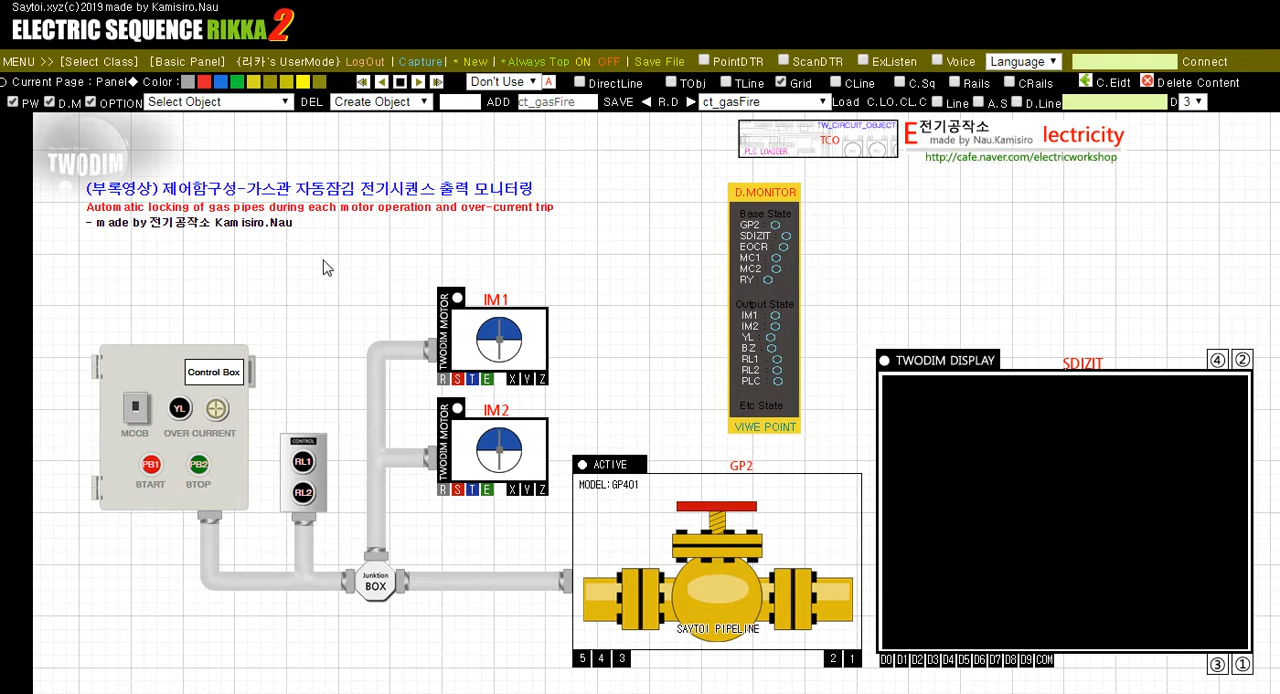 Saytoi.xyz(c)2019 made by Kamisiro.Nau
ELECTRIC SEQUENCE RIKKA 2
MENU >> [Select Class] [Basic Panel] {리카's UserMode} LogOut | Capture| * New | *Always Top ON OFF | Save File PointDTR ScanDTR ExListen Voice Language Connect
Current Page : Panel◆ Color : Don't Use A DirectLine TObj TLine Grid CLine C.Sq Rails CRails C.Eidt Delete Content
PW D.M OPTION Select Object DEL Create Object ADD ct_gasFire SAVE ◀ R.D ▶ ct_gasFire Load C.LO.CL.C Line A.S D.Line D 3
TWODIM
TW_CIRCUIT_OBJECT
TCO
PLC LOADER
E전기공작소 lectricity
made by Nau.Kamisiro
http://cafe.naver.com/electricworkshop
(부록영상) 제어함구성-가스관 자동잠김 전기시퀀스 출력 모니터링
Automatic locking of gas pipes during each motor operation and over-current trip
- made by 전기공작소 Kamisiro.Nau
D.MONITOR
Base State
GP2 :
SDIZIT :
EOCR :
MC1 :
MC2 :
RY :
Output State
IM1 :
IM2 :
YL :
BZ :
RL1 :
RL2 :
PLC :
Etc State
VIWE POINT
IM1
TWODIM MOTOR
R S T E X Y Z
IM2
TWODIM MOTOR
R S T E X Y Z
Control Box
YL
MCCB OVER CURRENT
PB1 PB2
START STOP
CONTROL
RL1
RL2
Junktion
BOX
ACTIVE
GP2
MODEL:GP401
SAYTOI PIPELINE
5 4 3 2 1
TWODIM DISPLAY
SDIZIT
④ ②
D0 D1 D2 D3 D4 D5 D6 D7 D8 D9 COM
③ ①